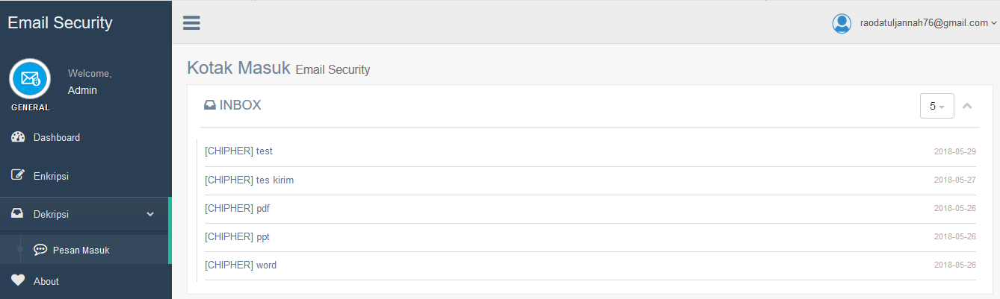 Email Security
raodatuljannah76@gmail.com
Welcome,
Admin
GENERAL
Dashboard
Enkripsi
Dekripsi
Pesan Masuk
About
Kotak Masuk Email Security
INBOX
5
[CHIPHER] test 2018-05-29
[CHIPHER] tes kirim 2018-05-27
[CHIPHER] pdf 2018-05-26
[CHIPHER] ppt 2018-05-26
[CHIPHER] word 2018-05-26